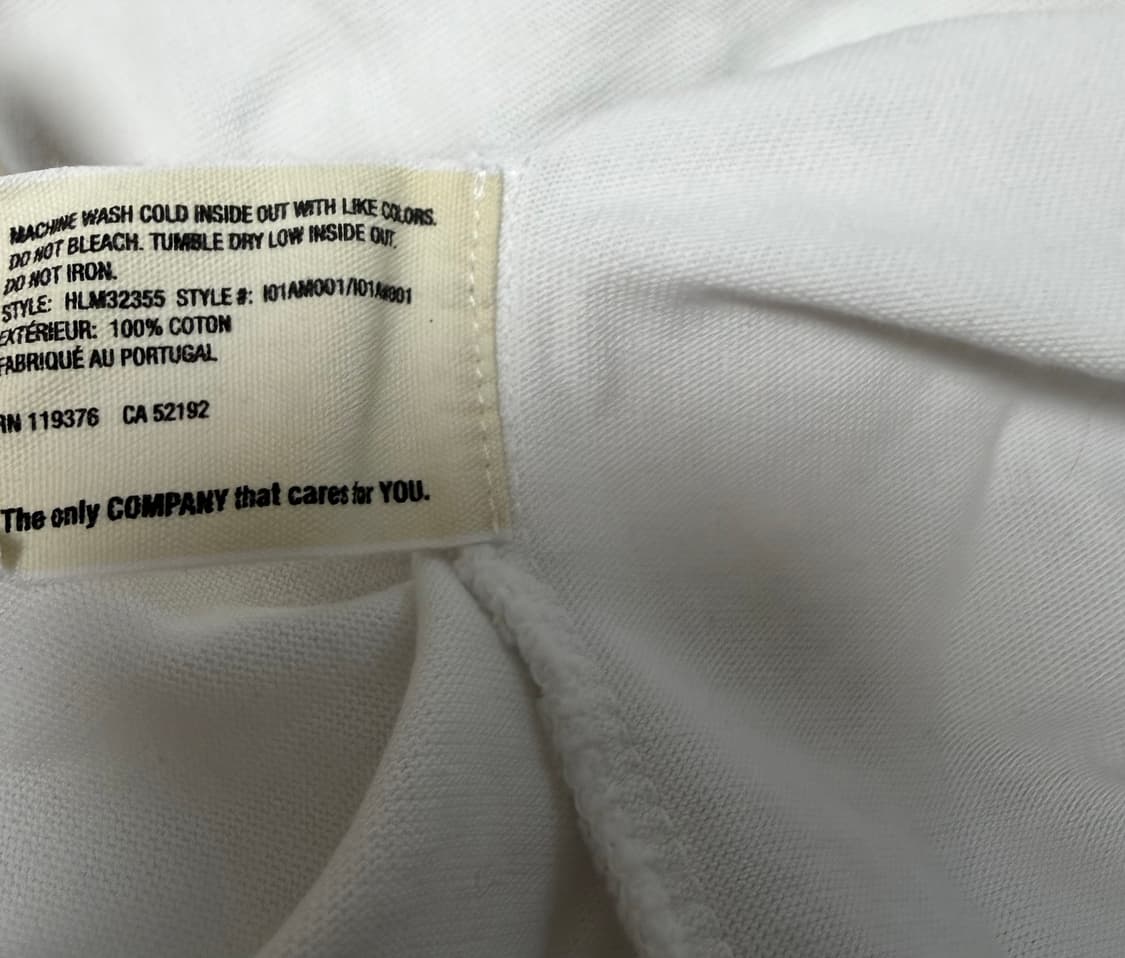 MACHINE WASH COLD INSIDE OUT WITH LIKE COLORS.
DO NOT BLEACH. TUMBLE DRY LOW INSIDE OUT.
DO NOT IRON.
STYLE: HLM32355 STYLE #: I01AM001/I01AM001
EXTÉRIEUR: 100% COTON
FABRIQUÉ AU PORTUGAL
RN 119376 CA 52192
The only COMPANY that cares for YOU.